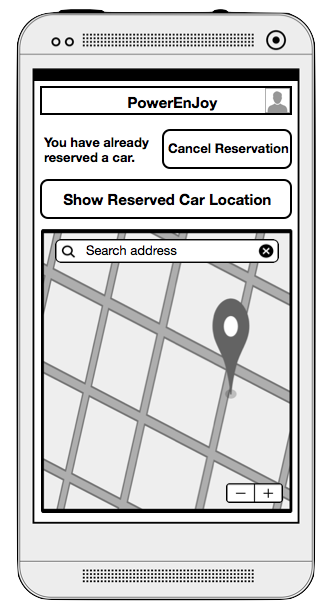 PowerEnJoy
You have already
reserved a car.
Cancel Reservation
Show Reserved Car Location
Search address